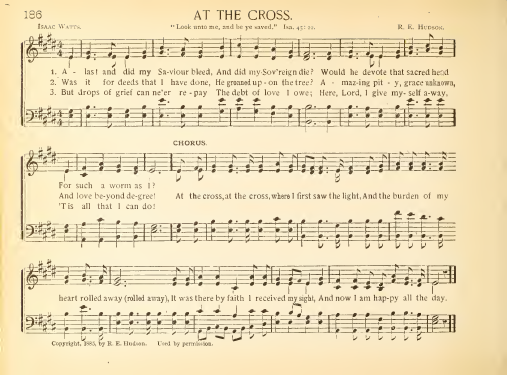 186
AT THE CROSS.
ISAAC WATTS. "Look unto me, and be ye saved." Isa. 45: 22. R. E. HUDSON.
1. A - las! and did my Sa-viour bleed, And did my Sov'reign die? Would he devote that sacred head
2. Was it for deeds that I have done, He groaned up - on the tree? A - maz-ing pit - y, grace unknown,
3. But drops of grief can ne'er re - pay The debt of love I owe; Here, Lord, I give my- self a-way,
CHORUS.
For such a worm as I?
And love be-yond de-gree! At the cross, at the cross, where I first saw the light, And the burden of my
'Tis all that I can do!
heart rolled away (rolled away), It was there by faith I received my sight, And now I am hap-py all the day.
Copyright, 1885, by R. E. Hudson. Used by permission.